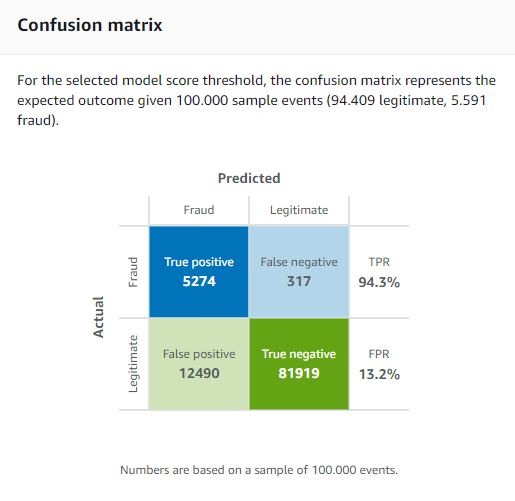 Confusion matrix
For the selected model score threshold, the confusion matrix represents the
expected outcome given 100.000 sample events (94.409 legitimate, 5.591
fraud).
Predicted
Fraud
Legitimate
Actual
Fraud
True positive
5274
False negative
317
TPR
94.3%
Legitimate
False positive
12490
True negative
81919
FPR
13.2%
Numbers are based on a sample of 100.000 events.